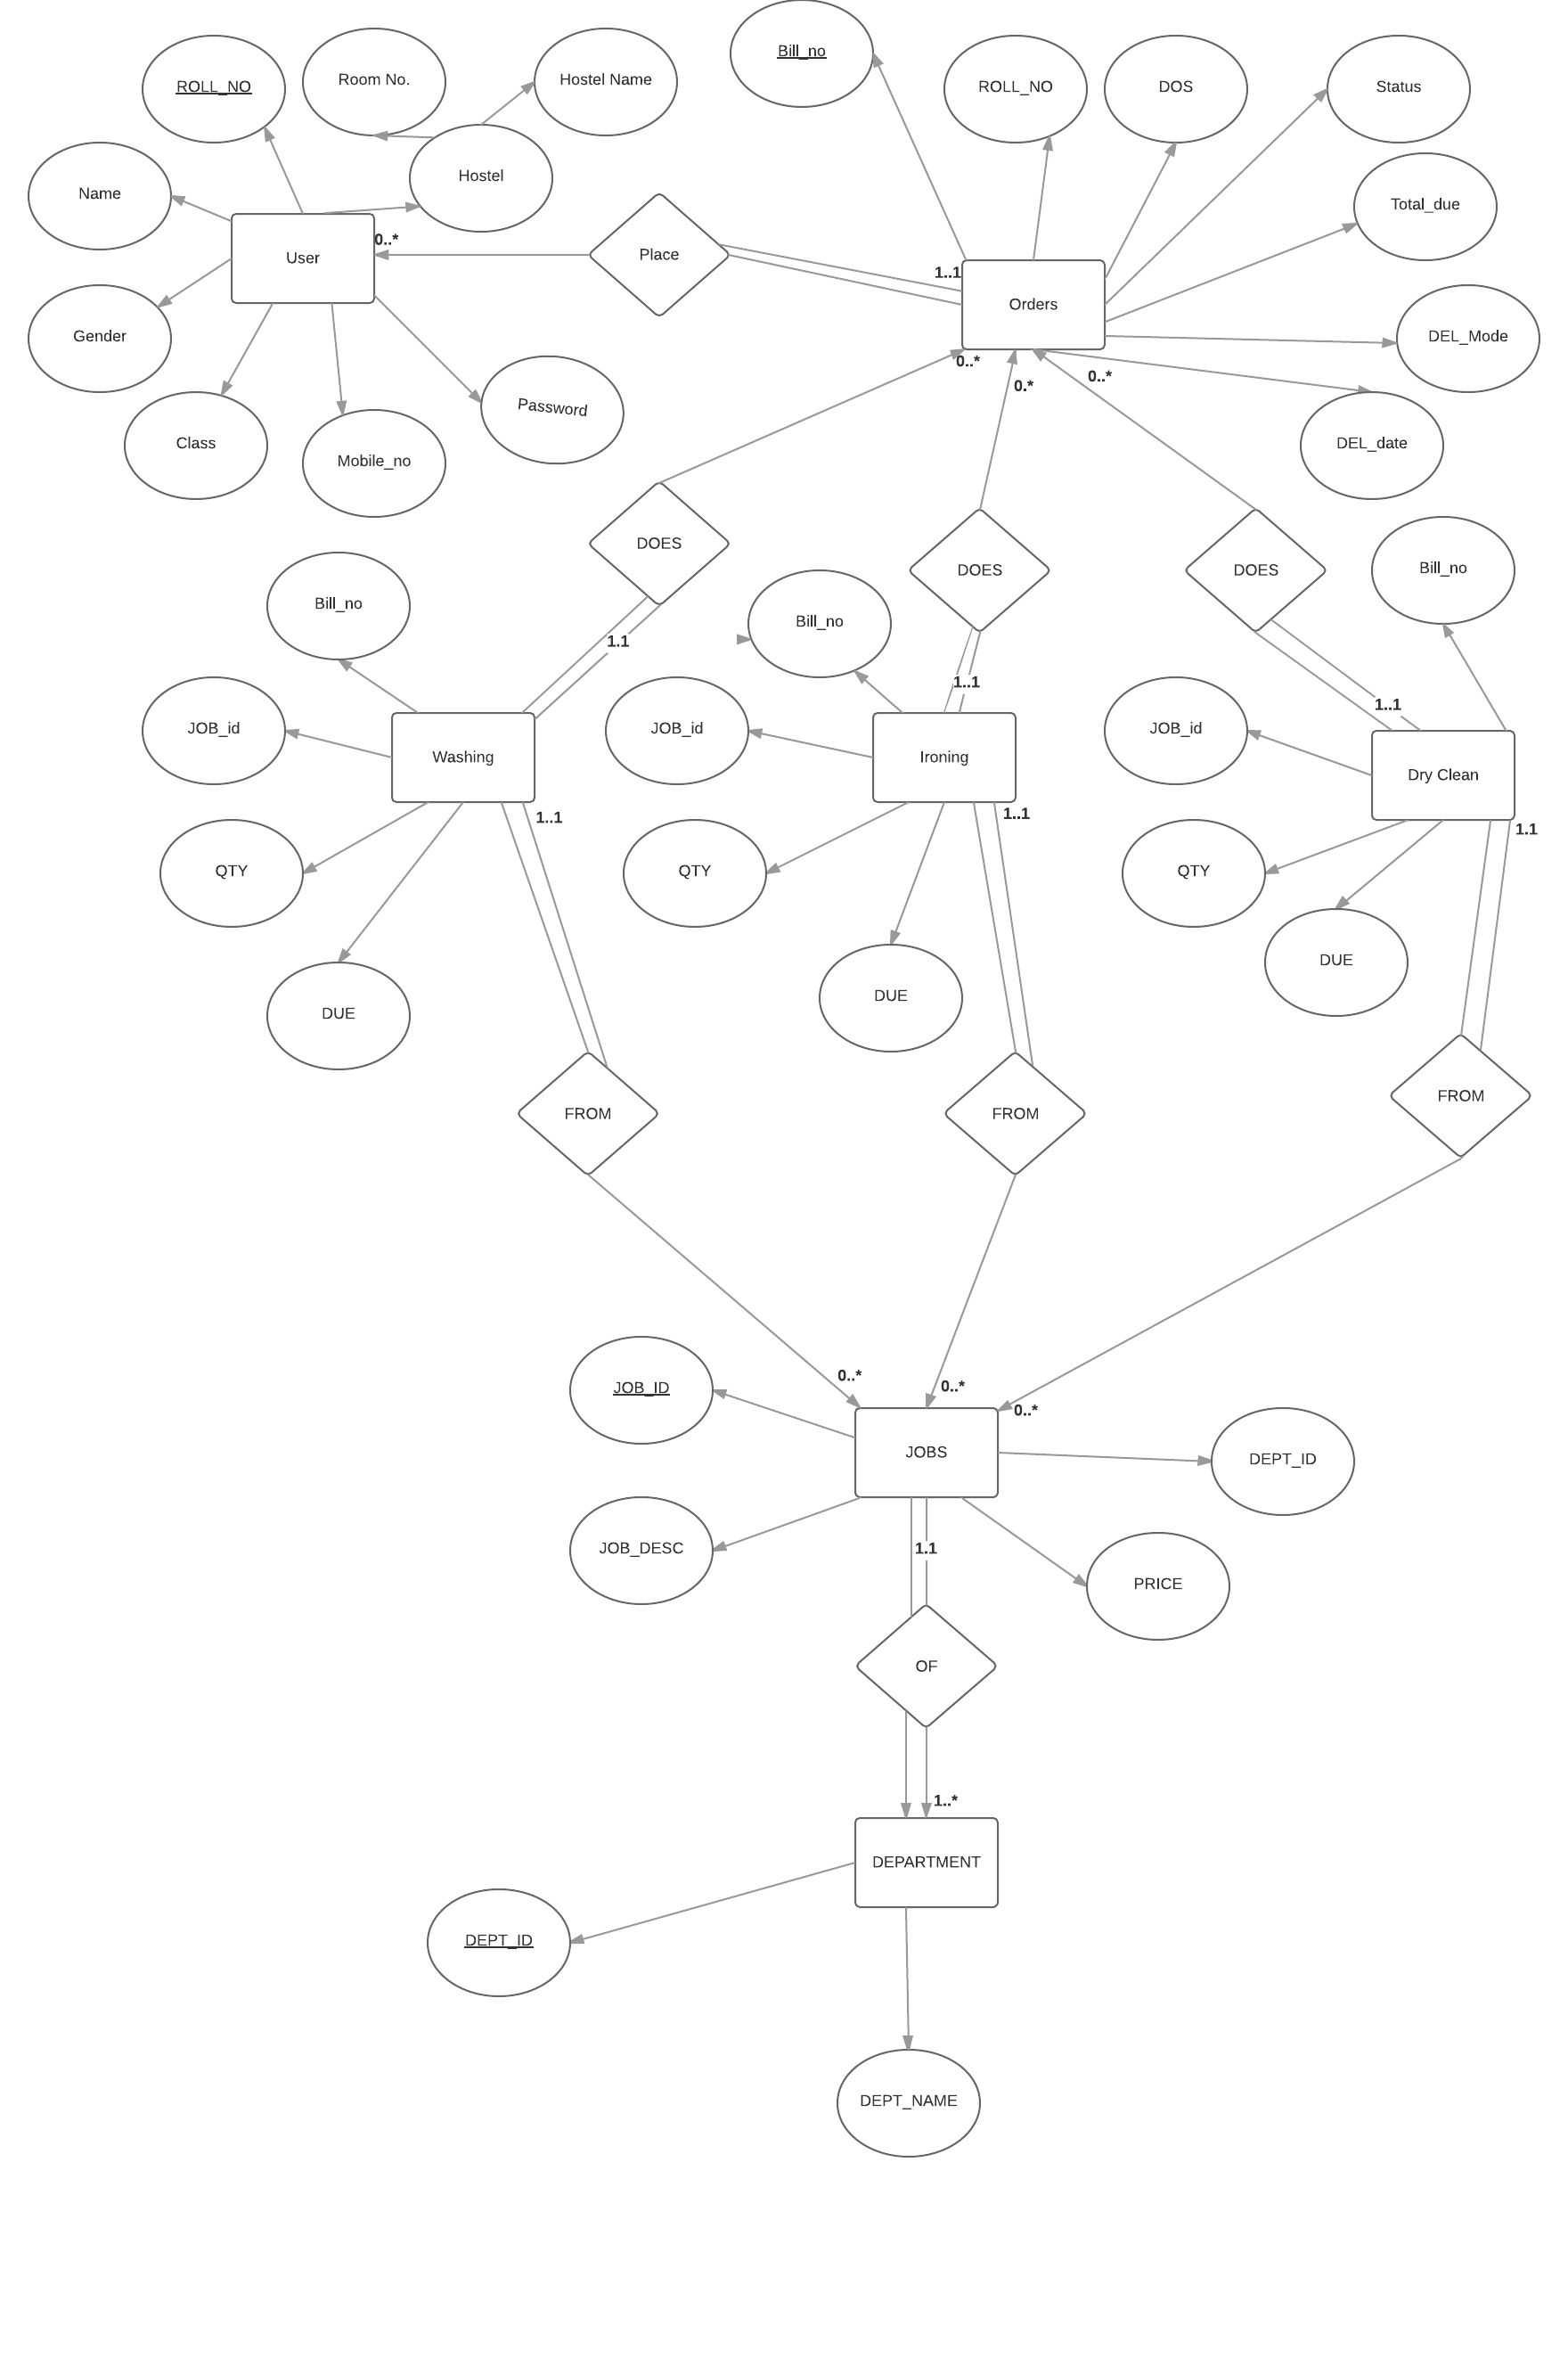 Bill_no
ROLL_NO
Room No.
Hostel Name
ROLL_NO
DOS
Status
Hostel
Name
Total_due
User
0..*
Place
1..1
Orders
Gender
DEL_Mode
0..*
0.*
0..*
Password
Class
Mobile_no
DEL_date
DOES
DOES
DOES
Bill_no
Bill_no
Bill_no
1.1
1..1
1..1
JOB_id
JOB_id
JOB_id
Washing
Ironing
Dry Clean
1..1
1..1
1.1
QTY
QTY
QTY
DUE
DUE
DUE
FROM
FROM
FROM
0..*
0..*
0..*
JOB_ID
JOBS
DEPT_ID
JOB_DESC
1.1
PRICE
OF
1..*
DEPARTMENT
DEPT_ID
DEPT_NAME